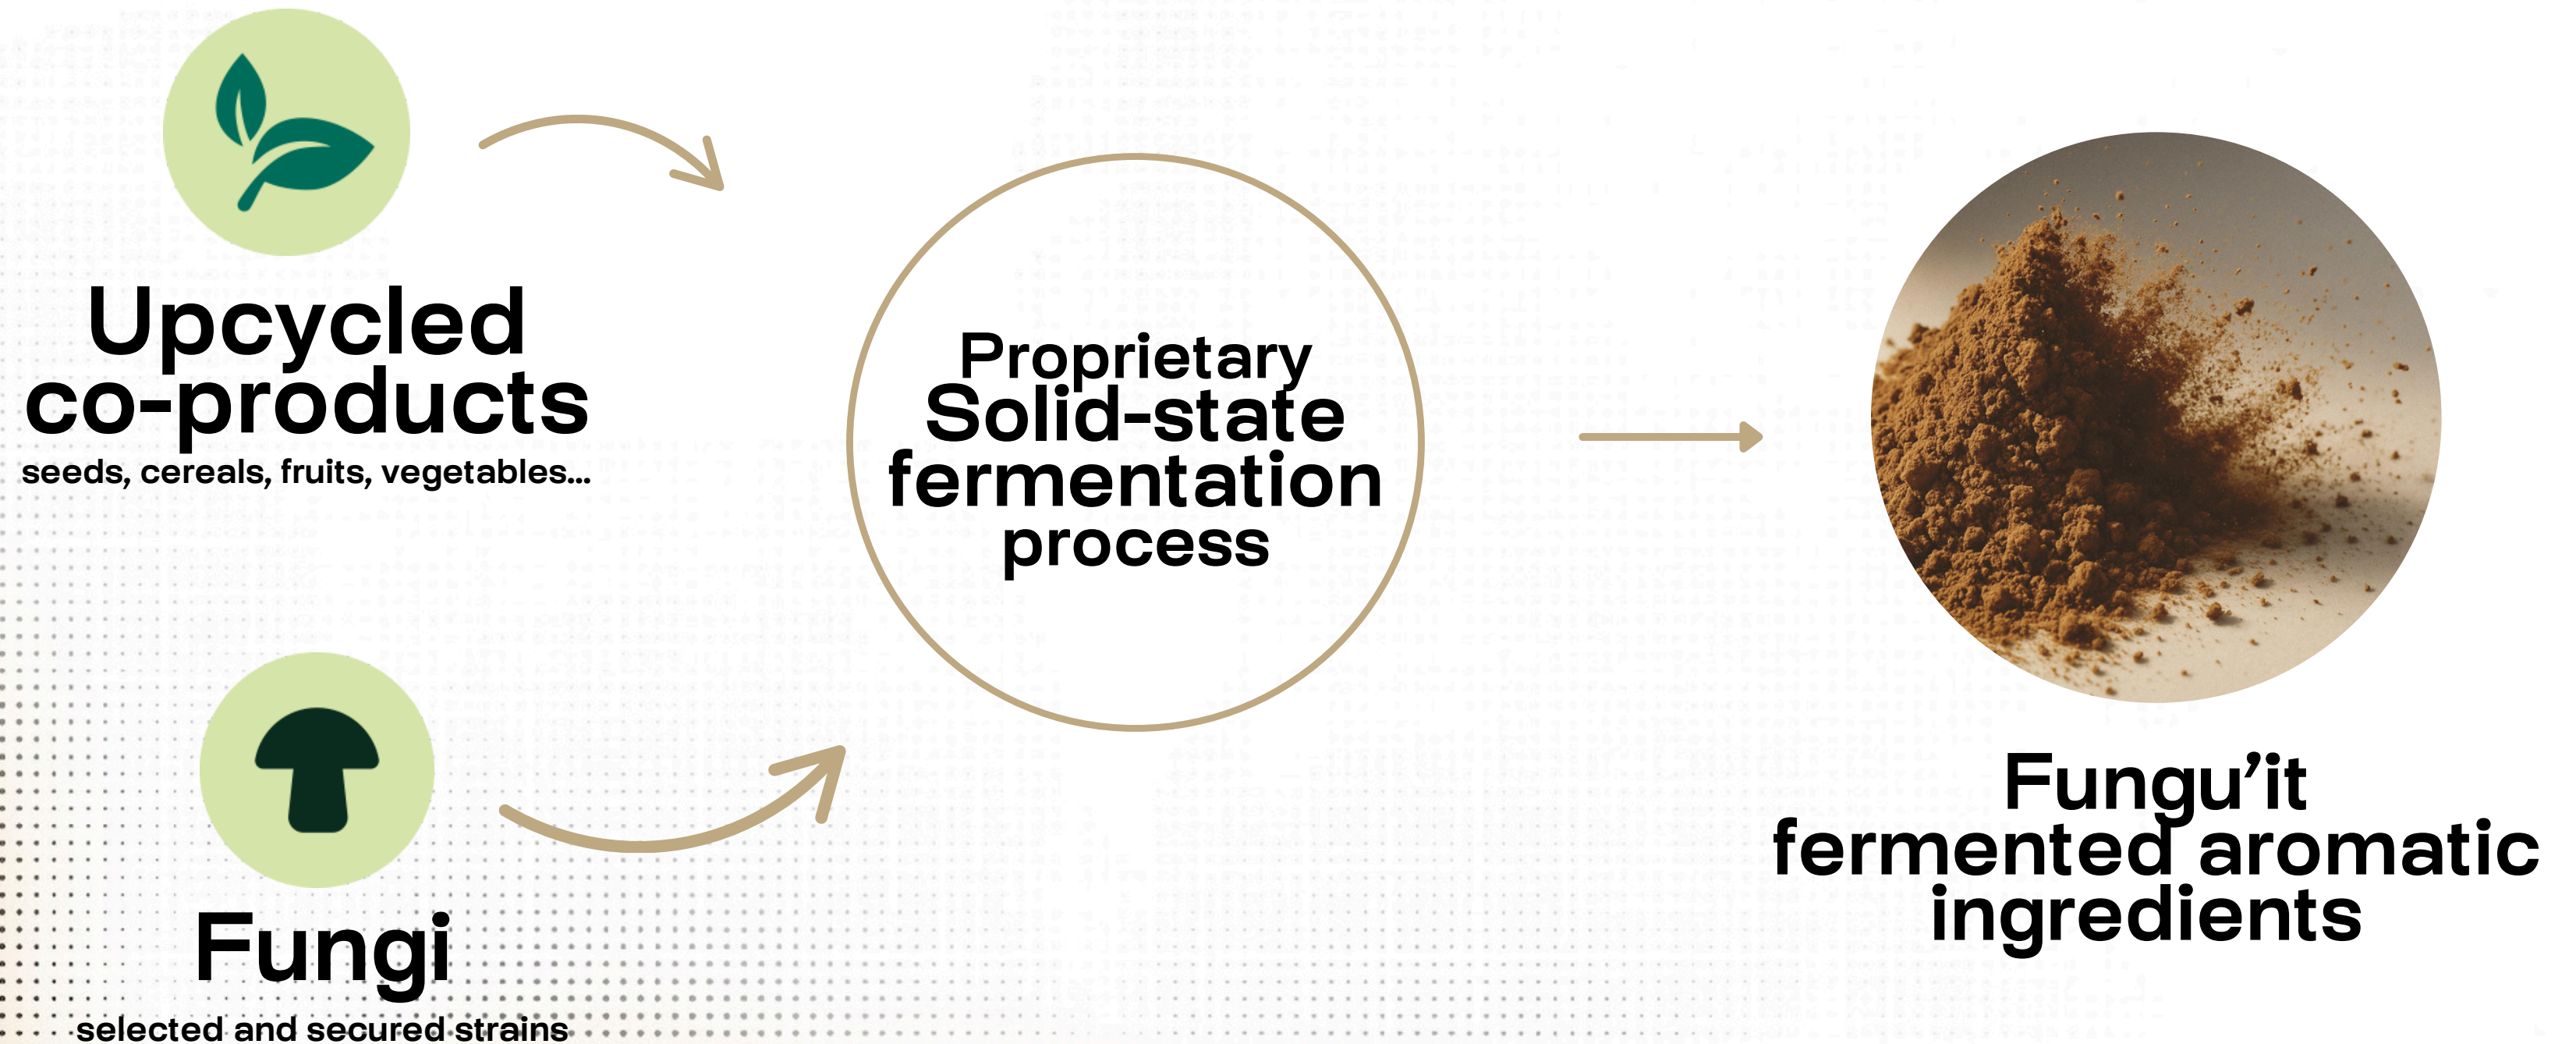 Upcycled
co-products
seeds, cereals, fruits, vegetables...
Fungi
selected and secured strains
Proprietary
Solid-state
fermentation
process
Fungu’it
fermented aromatic
ingredients